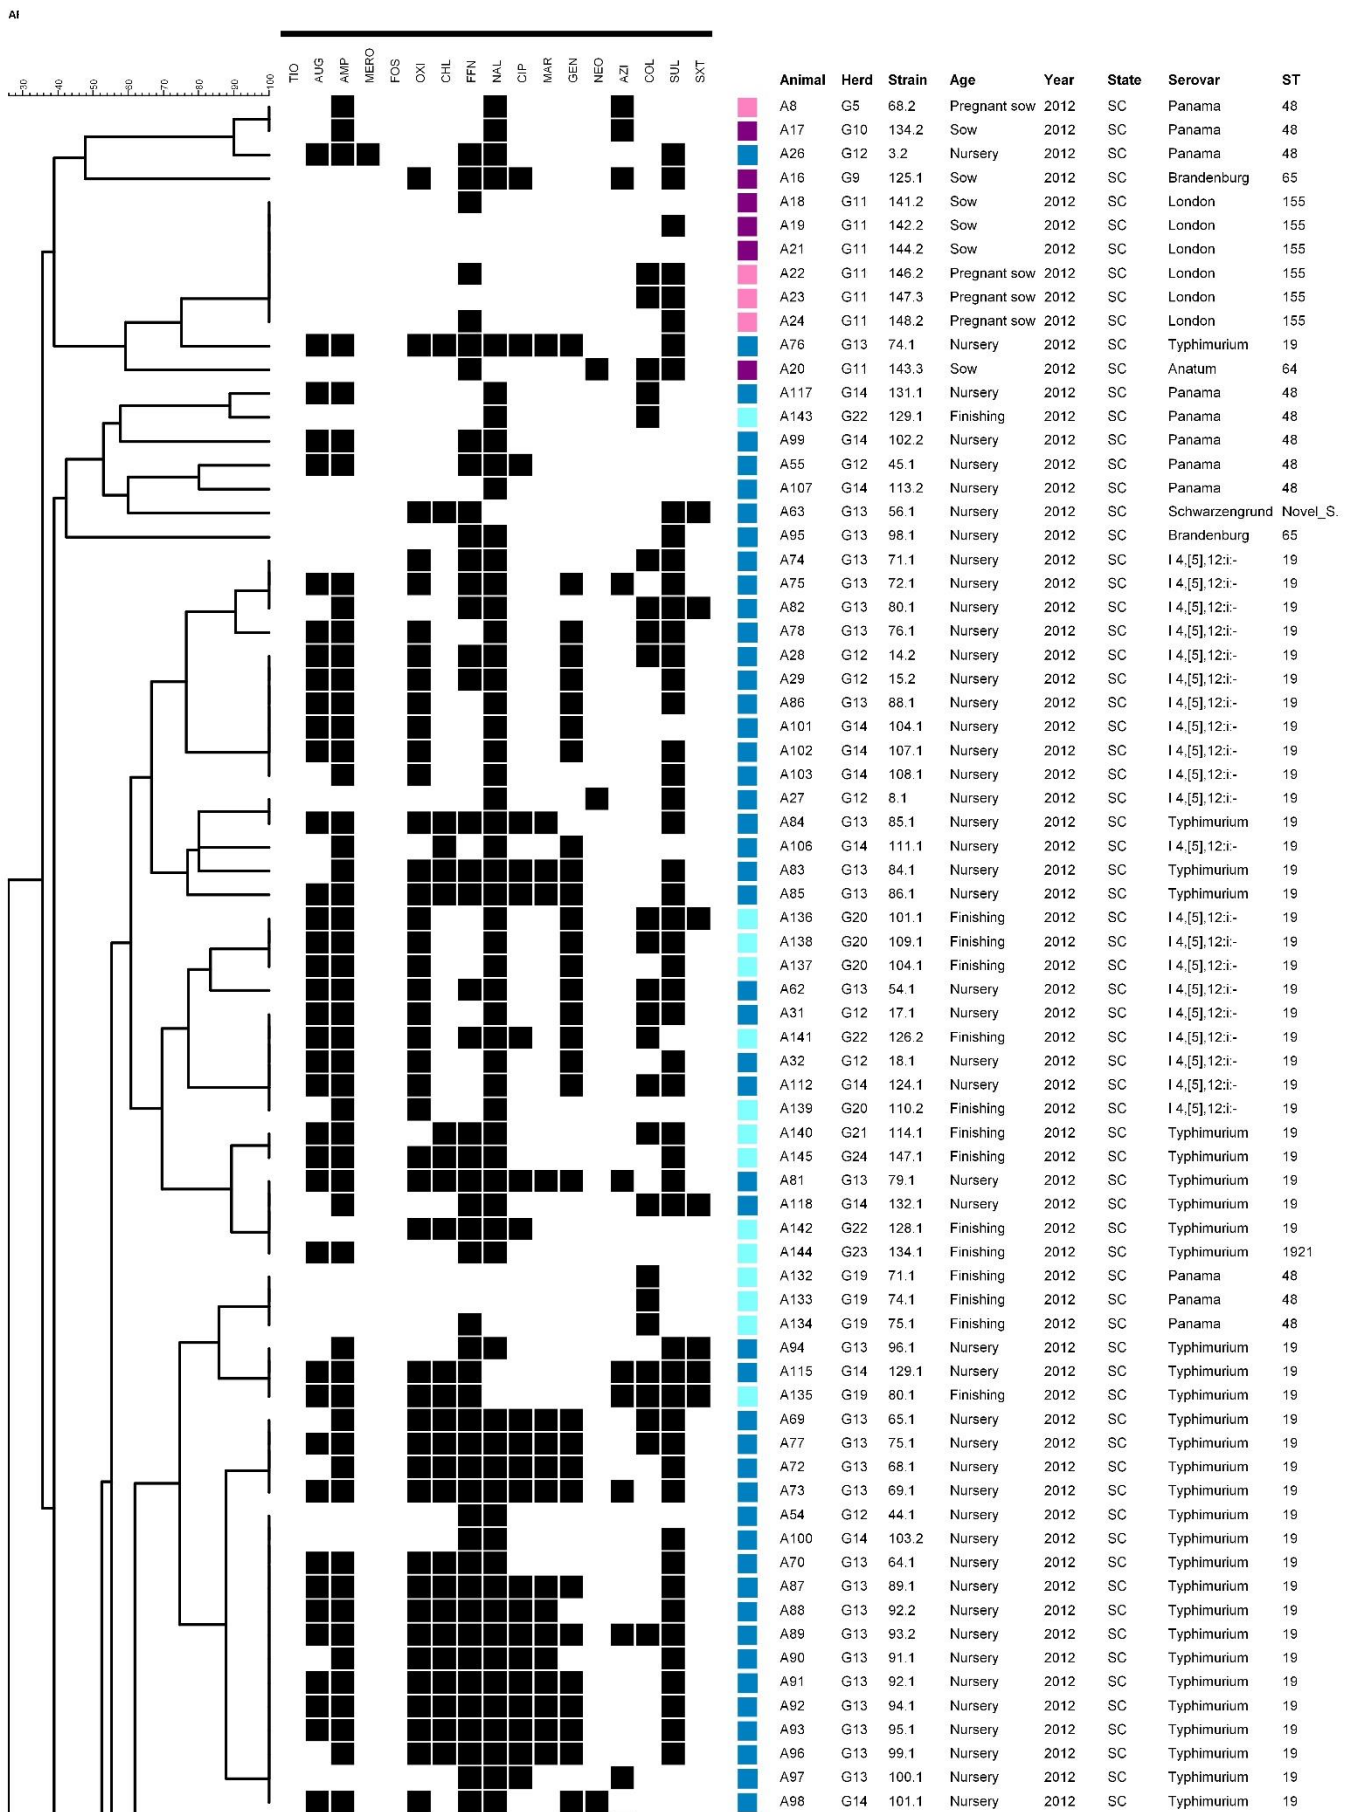 AI
30 40 50 60 70 80 90 100 TIO AUG AMP MERO FOS OXI CHL FFN NAL CIP MAR GEN NEO AZI COL SUL SXT
Animal Herd Strain Age Year State Serovar ST
A8 G5 68.2 Pregnant sow 2012 SC Panama 48
A17 G10 134.2 Sow 2012 SC Panama 48
A26 G12 3.2 Nursery 2012 SC Panama 48
A16 G9 125.1 Sow 2012 SC Brandenburg 65
A18 G11 141.2 Sow 2012 SC London 155
A19 G11 142.2 Sow 2012 SC London 155
A21 G11 144.2 Sow 2012 SC London 155
A22 G11 146.2 Pregnant sow 2012 SC London 155
A23 G11 147.3 Pregnant sow 2012 SC London 155
A24 G11 148.2 Pregnant sow 2012 SC London 155
A76 G13 74.1 Nursery 2012 SC Typhimurium 19
A20 G11 143.3 Sow 2012 SC Anatum 64
A117 G14 131.1 Nursery 2012 SC Panama 48
A143 G22 129.1 Finishing 2012 SC Panama 48
A99 G14 102.2 Nursery 2012 SC Panama 48
A55 G12 45.1 Nursery 2012 SC Panama 48
A107 G14 113.2 Nursery 2012 SC Panama 48
A63 G13 56.1 Nursery 2012 SC Schwarzengrund Novel_S.
A95 G13 98.1 Nursery 2012 SC Brandenburg 65
A74 G13 71.1 Nursery 2012 SC I 4,[5],12:i:- 19
A75 G13 72.1 Nursery 2012 SC I 4,[5],12:i:- 19
A82 G13 80.1 Nursery 2012 SC I 4,[5],12:i:- 19
A78 G13 76.1 Nursery 2012 SC I 4,[5],12:i:- 19
A28 G12 14.2 Nursery 2012 SC I 4,[5],12:i:- 19
A29 G12 15.2 Nursery 2012 SC I 4,[5],12:i:- 19
A86 G13 88.1 Nursery 2012 SC I 4,[5],12:i:- 19
A101 G14 104.1 Nursery 2012 SC I 4,[5],12:i:- 19
A102 G14 107.1 Nursery 2012 SC I 4,[5],12:i:- 19
A103 G14 108.1 Nursery 2012 SC I 4,[5],12:i:- 19
A27 G12 8.1 Nursery 2012 SC I 4,[5],12:i:- 19
A84 G13 85.1 Nursery 2012 SC Typhimurium 19
A106 G14 111.1 Nursery 2012 SC I 4,[5],12:i:- 19
A83 G13 84.1 Nursery 2012 SC Typhimurium 19
A85 G13 86.1 Nursery 2012 SC Typhimurium 19
A136 G20 101.1 Finishing 2012 SC I 4,[5],12:i:- 19
A138 G20 109.1 Finishing 2012 SC I 4,[5],12:i:- 19
A137 G20 104.1 Finishing 2012 SC I 4,[5],12:i:- 19
A62 G13 54.1 Nursery 2012 SC I 4,[5],12:i:- 19
A31 G12 17.1 Nursery 2012 SC I 4,[5],12:i:- 19
A141 G22 126.2 Finishing 2012 SC I 4,[5],12:i:- 19
A32 G12 18.1 Nursery 2012 SC I 4,[5],12:i:- 19
A112 G14 124.1 Nursery 2012 SC I 4,[5],12:i:- 19
A139 G20 110.2 Finishing 2012 SC I 4,[5],12:i:- 19
A140 G21 114.1 Finishing 2012 SC Typhimurium 19
A145 G24 147.1 Finishing 2012 SC Typhimurium 19
A81 G13 79.1 Nursery 2012 SC Typhimurium 19
A118 G14 132.1 Nursery 2012 SC Typhimurium 19
A142 G22 128.1 Finishing 2012 SC Typhimurium 19
A144 G23 134.1 Finishing 2012 SC Typhimurium 1921
A132 G19 71.1 Finishing 2012 SC Panama 48
A133 G19 74.1 Finishing 2012 SC Panama 48
A134 G19 75.1 Finishing 2012 SC Panama 48
A94 G13 96.1 Nursery 2012 SC Typhimurium 19
A115 G14 129.1 Nursery 2012 SC Typhimurium 19
A135 G19 80.1 Finishing 2012 SC Typhimurium 19
A69 G13 65.1 Nursery 2012 SC Typhimurium 19
A77 G13 75.1 Nursery 2012 SC Typhimurium 19
A72 G13 68.1 Nursery 2012 SC Typhimurium 19
A73 G13 69.1 Nursery 2012 SC Typhimurium 19
A54 G12 44.1 Nursery 2012 SC Typhimurium 19
A100 G14 103.2 Nursery 2012 SC Typhimurium 19
A70 G13 64.1 Nursery 2012 SC Typhimurium 19
A87 G13 89.1 Nursery 2012 SC Typhimurium 19
A88 G13 92.2 Nursery 2012 SC Typhimurium 19
A89 G13 93.2 Nursery 2012 SC Typhimurium 19
A90 G13 91.1 Nursery 2012 SC Typhimurium 19
A91 G13 92.1 Nursery 2012 SC Typhimurium 19
A92 G13 94.1 Nursery 2012 SC Typhimurium 19
A93 G13 95.1 Nursery 2012 SC Typhimurium 19
A96 G13 99.1 Nursery 2012 SC Typhimurium 19
A97 G13 100.1 Nursery 2012 SC Typhimurium 19
A98 G14 101.1 Nursery 2012 SC Typhimurium 19